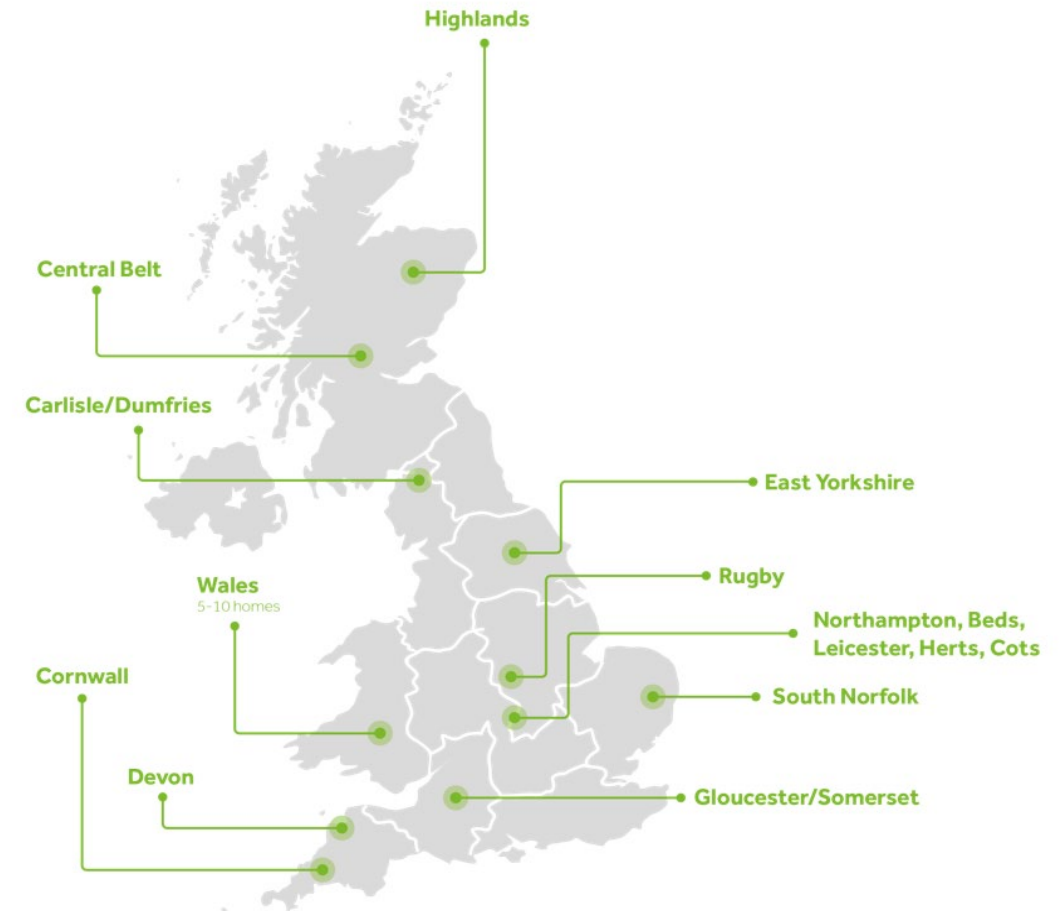 Highlands
Central Belt
Carlisle/Dumfries
East Yorkshire
Rugby
Wales
5-10 homes
Northampton, Beds,
Leicester, Herts, Cots
Cornwall
South Norfolk
Devon
Gloucester/Somerset